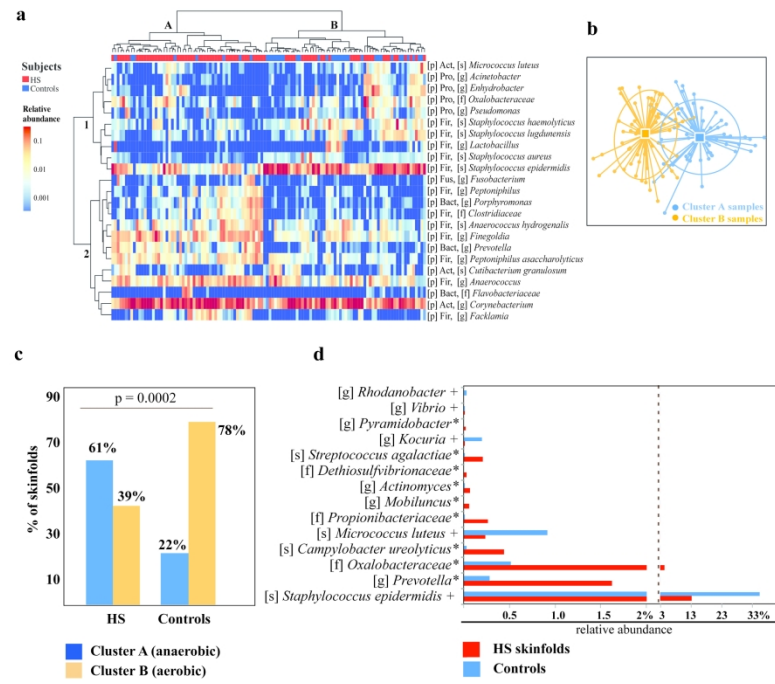 a
A
B
Subjects
HS
Controls
Relative
abundance
0.1
0.01
0.001
1
2
[p] Act, [s] Micrococcus luteus
[p] Pro, [g] Acinetobacter
[p] Pro, [g] Enhydrobacter
[p] Pro, [f] Oxalobacteraceae
[p] Pro, [g] Pseudomonas
[p] Fir, [s] Staphylococcus haemolyticus
[p] Fir, [s] Staphylococcus lugdunensis
[p] Fir, [g] Lactobacillus
[p] Fir, [s] Staphylococcus aureus
[p] Fir, [s] Staphylococcus epidermidis
[p] Fus, [g] Fusobacterium
[p] Fir, [g] Peptoniphilus
[p] Bact, [g] Porphyromonas
[p] Fir, [f] Clostridiaceae
[p] Fir, [s] Anaerococcus hydrogenalis
[p] Fir, [g] Finegoldia
[p] Bact, [g] Prevotella
[p] Fir, [g] Peptoniphilus asaccharolyticus
[p] Act, [s] Cutibacterium granulosum
[p] Fir, [g] Anaerococcus
[p] Bact, [f] Flavobacteriaceae
[p] Act, [g] Corynebacterium
[p] Fir, [g] Facklamia
b
Cluster A samples
Cluster B samples
c
% of skinfolds
90
70
50
30
10
p = 0.0002
61%
39%
22%
78%
HS
Controls
Cluster A (anaerobic)
Cluster B (aerobic)
d
[g] Rhodanobacter +
[g] Vibrio +
[g] Pyramidobacter*
[g] Kocuria +
[s] Streptococcus agalactiae*
[f] Dethiosulfvibrionaceae*
[g] Actinomyces*
[g] Mobiluncus*
[f] Propionibacteriaceae*
[s] Micrococcus luteus +
[s] Campylobacter ureolyticus*
[f] Oxalobacteraceae*
[g] Prevotella*
[s] Staphylococcus epidermidis +
0.5 1.0 1.5 2% 3 13 23 33%
relative abundance
HS skinfolds
Controls